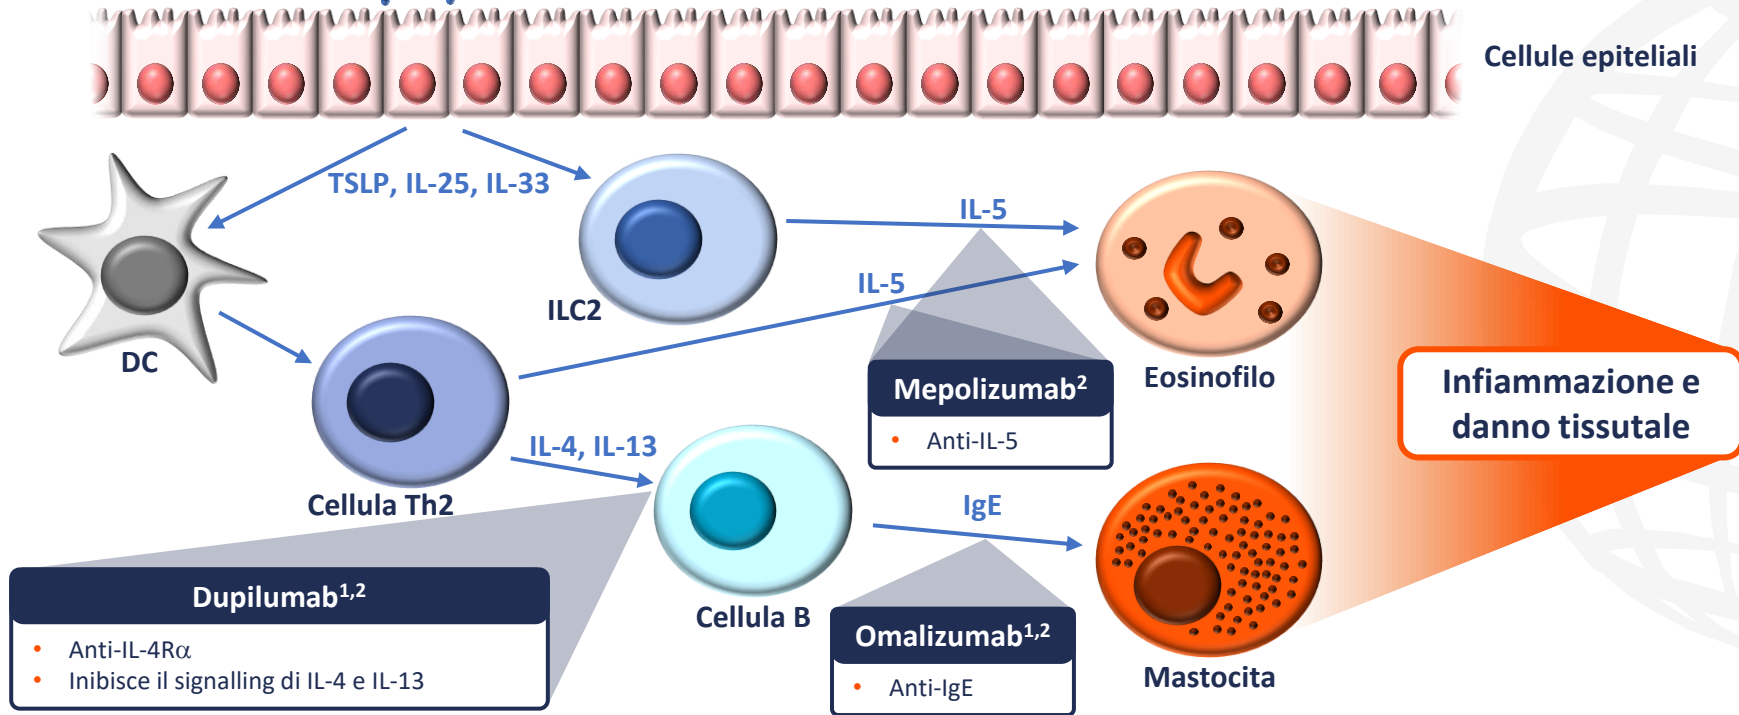 Cellule epiteliali
TSLP, IL-25, IL-33
IL-5
IL-5
ILC2
DC
Eosinofilo
Mepolizumab²
• Anti-IL-5
Infiammazione e
danno tissutale
IL-4, IL-13
Cellula Th2
IgE
Dupilumab¹,²
• Anti-IL-4Rα
• Inibisce il signalling di IL-4 e IL-13
Cellula B
Omalizumab¹,²
• Anti-IgE
Mastocita